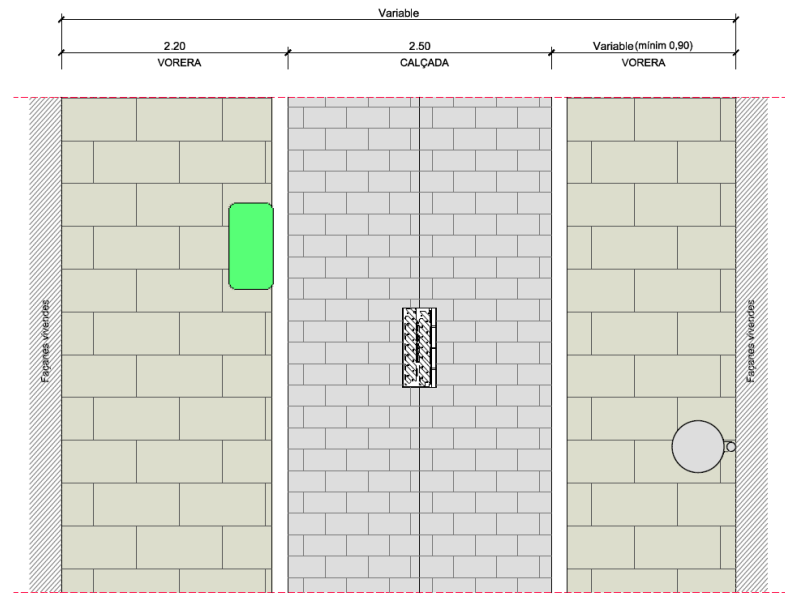 Variable
2.20
2.50
Variable (mínim 0,90)
VORERA
CALÇADA
VORERA
Façanes vivendes
Façanes vivendes